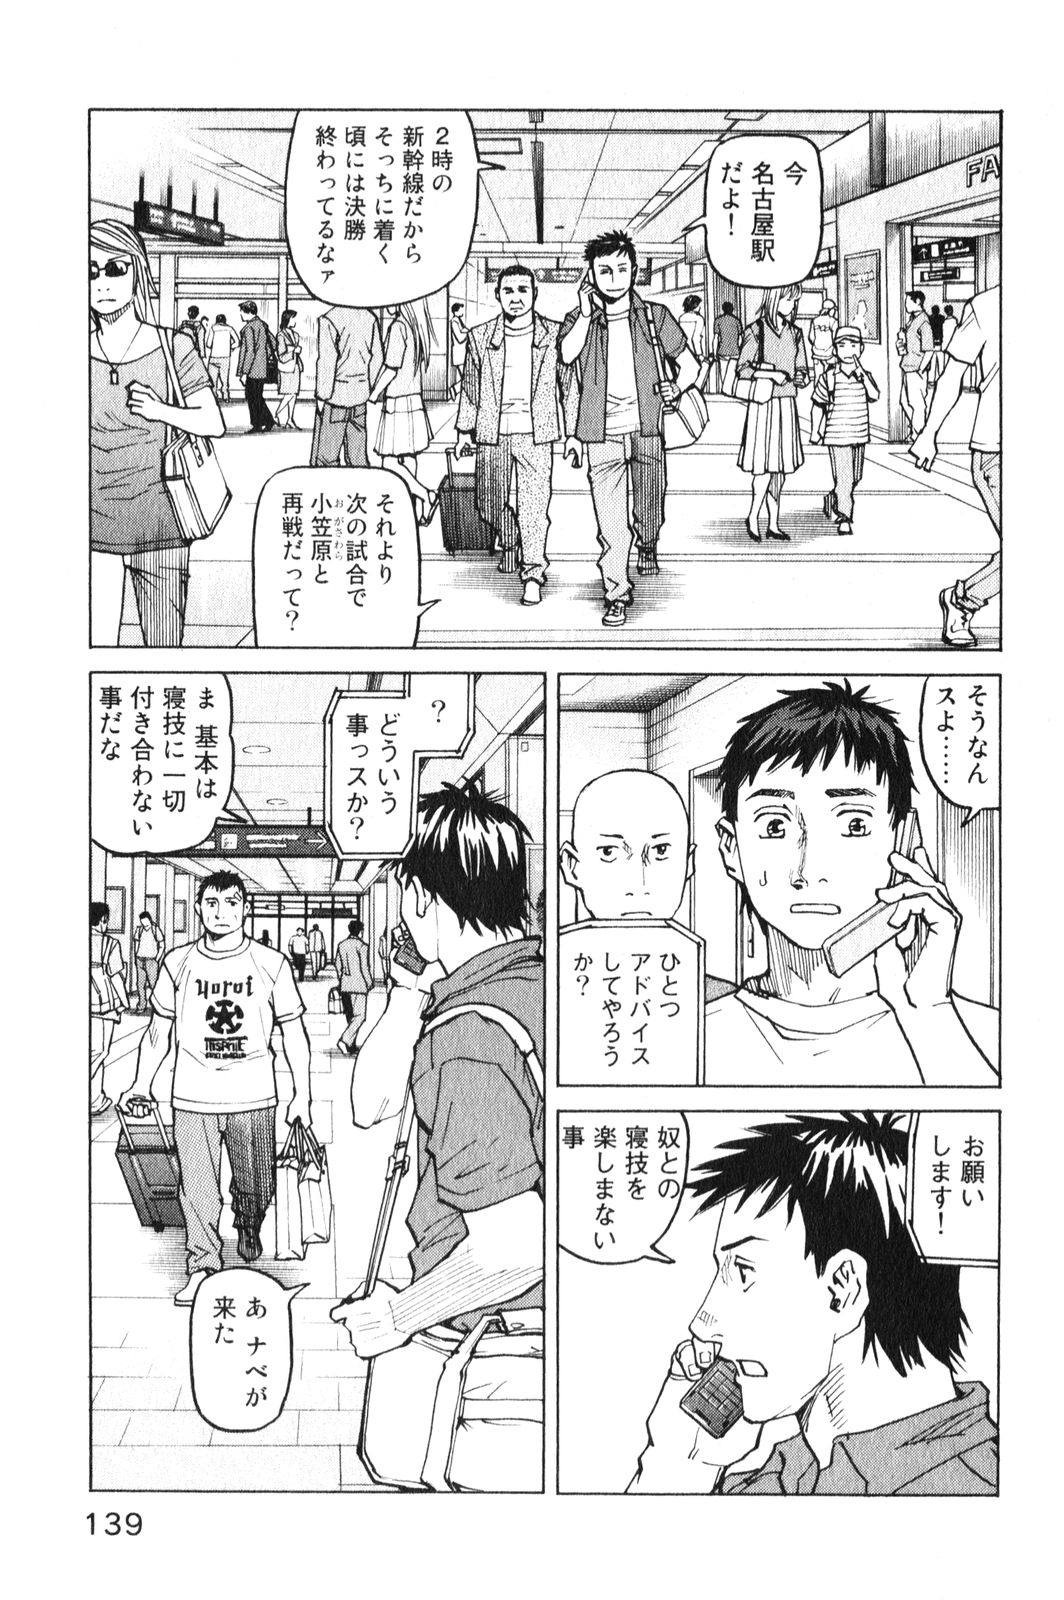 今
名古屋駅
だよ！
２時の
新幹線だから
そっちに着く
頃には決勝
終わってるなァ
FA
それより
次の試合で
小笠原と
おがさわら
再戦だって？
そうなん
スよ……
ひとつ
アドバイス
してやろう
か？
お願い
します！
奴との
寝技を
楽しまない
事
？
どういう
事っスか？
ま 基本は
寝技に一切
付き合わない
事だな
yoroi
あ ナベが
来た
139